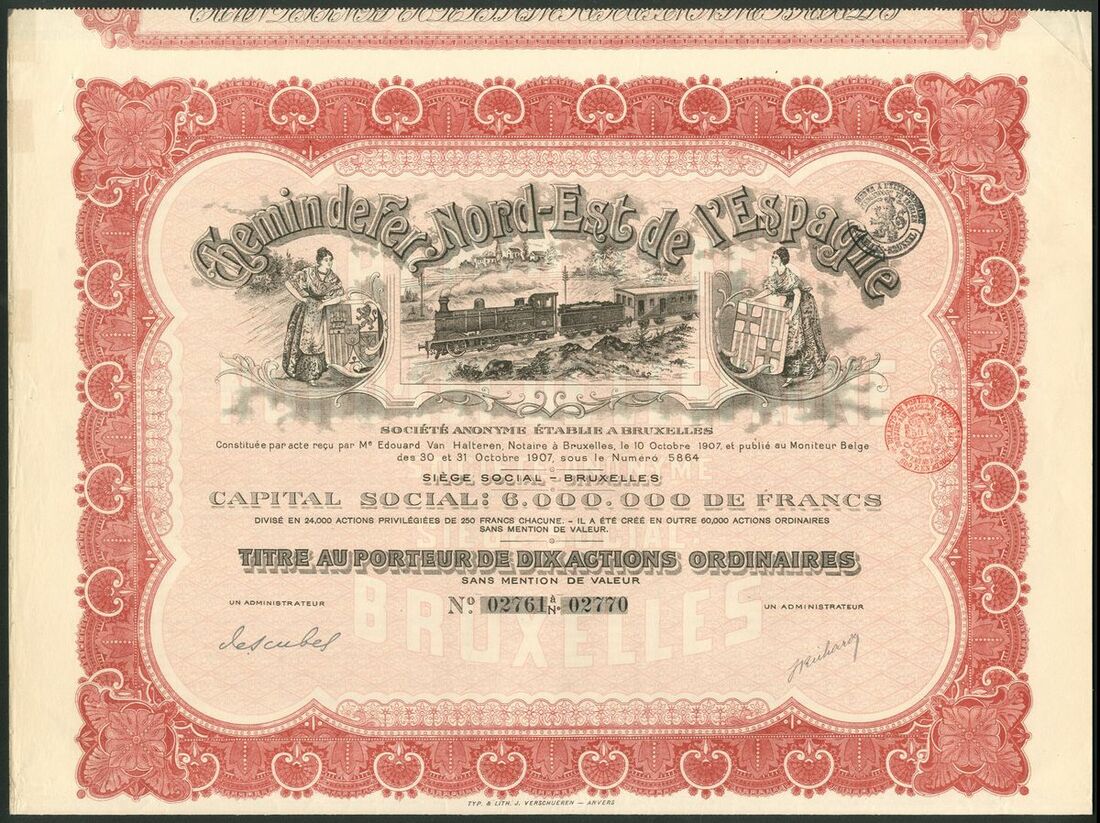 Chemin de Fer Nord-Est de l'Espagne
SOCIÉTÉ ANONYME ÉTABLIE A BRUXELLES
Constituée par acte reçu par Me Edouard Van Halteren, Notaire à Bruxelles, le 10 Octobre 1907, et publié au Moniteur Belge
des 30 et 31 Octobre 1907, sous le Numéro 5864
SOCIÉTÉ ANONYME
SIÈGE SOCIAL - BRUXELLES
CAPITAL SOCIAL: 6.000.000 DE FRANCS
DIVISÉ EN 24,000 ACTIONS PRIVILÉGIÉES DE 250 FRANCS CHACUNE. - IL A ÉTÉ CRÉÉ EN OUTRE 60,000 ACTIONS ORDINAIRES
SANS MENTION DE VALEUR.
SIÈGE SOCIAL:
TITRE AU PORTEUR DE DIX ACTIONS ORDINAIRES
SANS MENTION DE VALEUR
UN ADMINISTRATEUR
No. 02761 à No 02770
UN ADMINISTRATEUR
BRUXELLES
TYP. & LITH. J. VERSCHUEREN — ANVERS